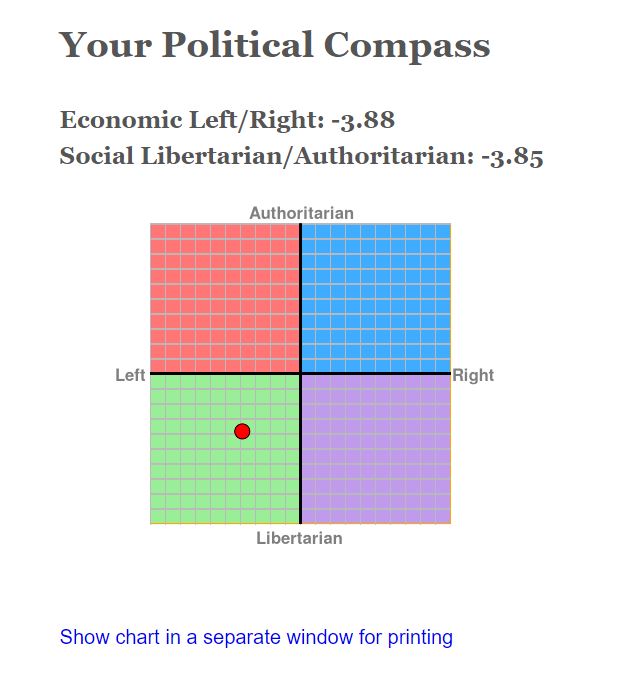 Your Political Compass
Economic Left/Right: -3.88
Social Libertarian/Authoritarian: -3.85
Authoritarian
Left
Right
Libertarian
Show chart in a separate window for printing